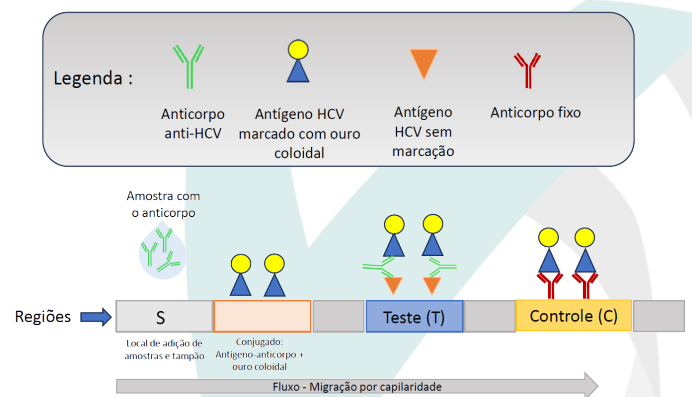 Legenda :
Anticorpo
anti-HCV
Antígeno HCV
marcado com ouro
coloidal
Antígeno
HCV sem
marcação
Anticorpo fixo
Amostra com
o anticorpo
Regiões
S
Teste (T)
Controle (C)
Local de adição de
amostras e tampão
Conjugado:
Antígeno-anticorpo +
ouro coloidal
Fluxo - Migração por capilaridade